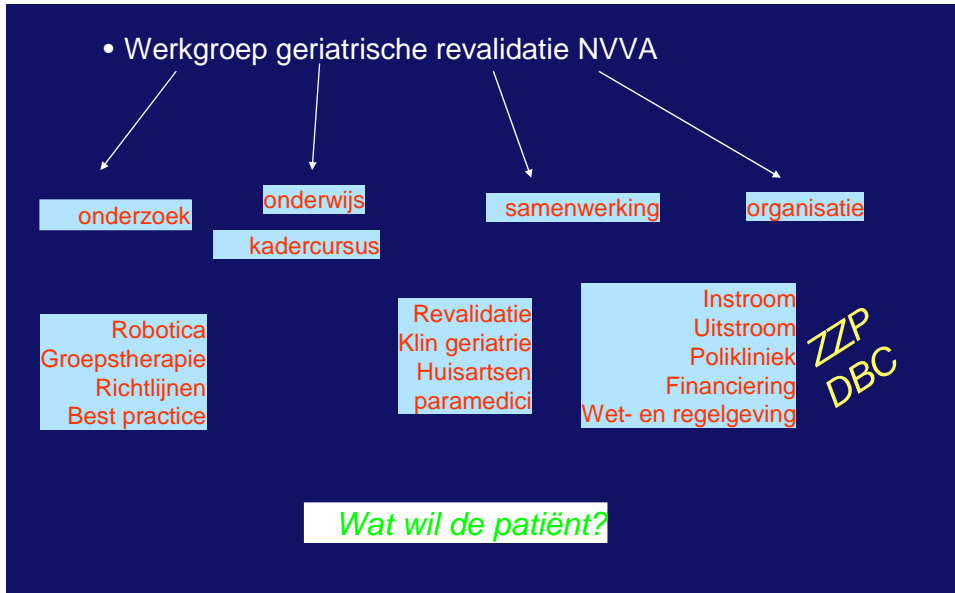 • Werkgroep geriatrische revalidatie NVVA
onderzoek
onderwijs
kadercursus
samenwerking
organisatie
Robotica
Groepstherapie
Richtlijnen
Best practice
Revalidatie
Klin geriatrie
Huisartsen
paramedici
Instroom
Uitstroom
Polikliniek
Financiering
Wet- en regelgeving
ZZP
DBC
Wat wil de patiënt?